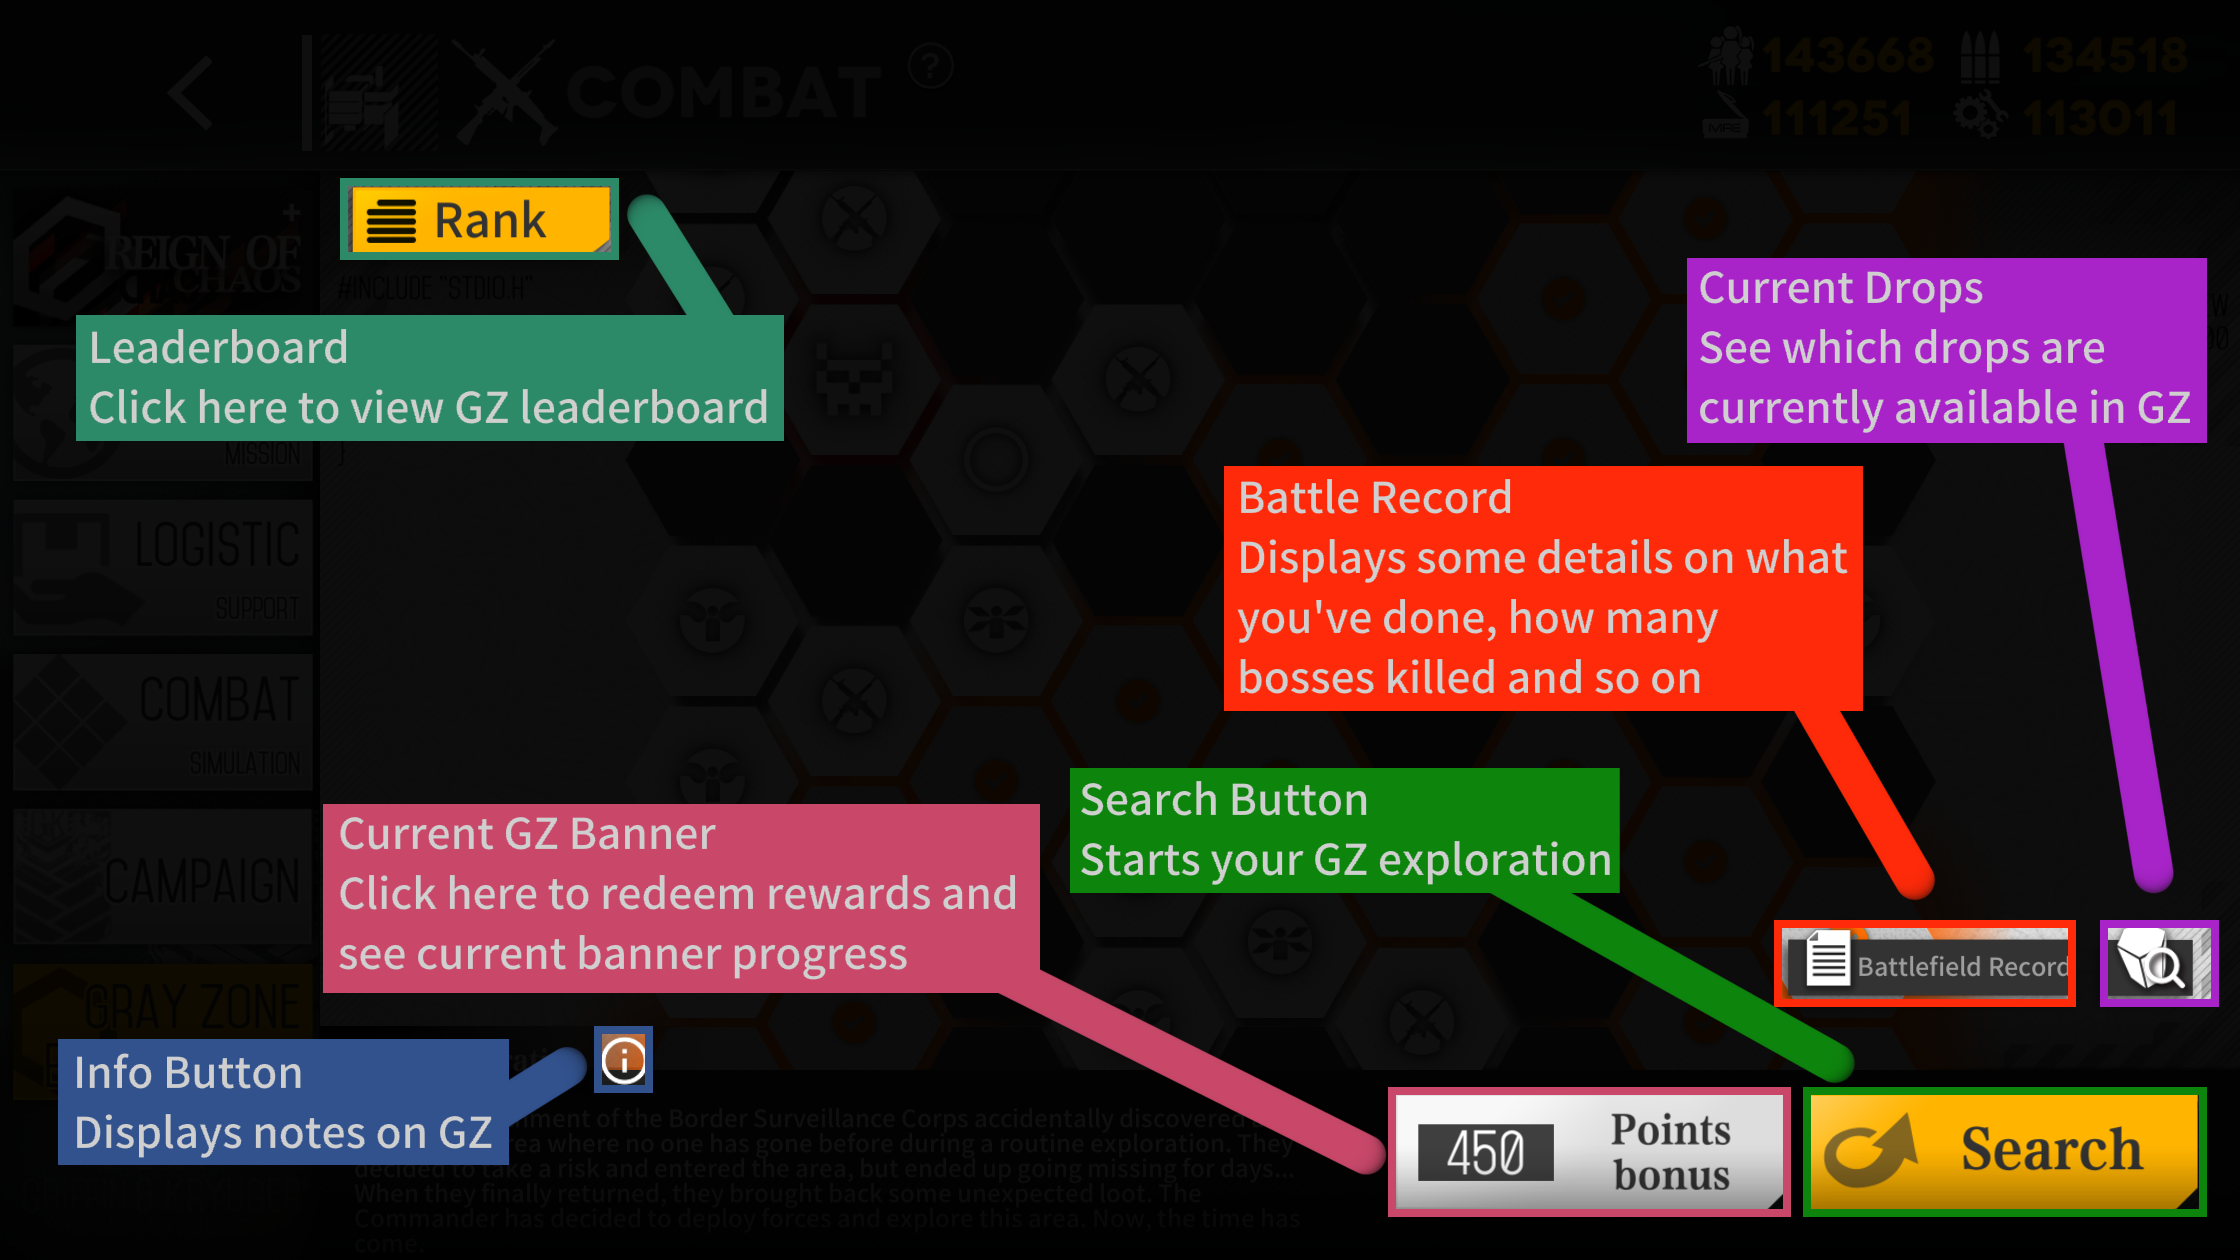 COMBAT
?
143668
134518
MPE
111251
113011
Rank
REIGN OF
CHAOS
#INCLUDE "STDIO.H"
Leaderboard
Click here to view GZ leaderboard
}
MISSION
Current Drops
See which drops are
currently available in GZ
Battle Record
Displays some details on what
you've done, how many
bosses killed and so on
LOGISTIC
SUPPORT
COMBAT
SIMULATION
Search Button
Starts your GZ exploration
Current GZ Banner
Click here to redeem rewards and
see current banner progress
CAMPAIGN
Battlefield Record
GRAY ZONE
Info Button
Displays notes on GZ
i
of the Border Surveillance Corps accidentally discovered
where no one has gone before during a routine exploration. They
decided to take a risk and entered the area, but ended up going missing for days...
When they finally returned, they brought back some unexpected loot. The
Commander has decided to deploy forces and explore this area. Now, the time has
come.
450
Points
bonus
Search